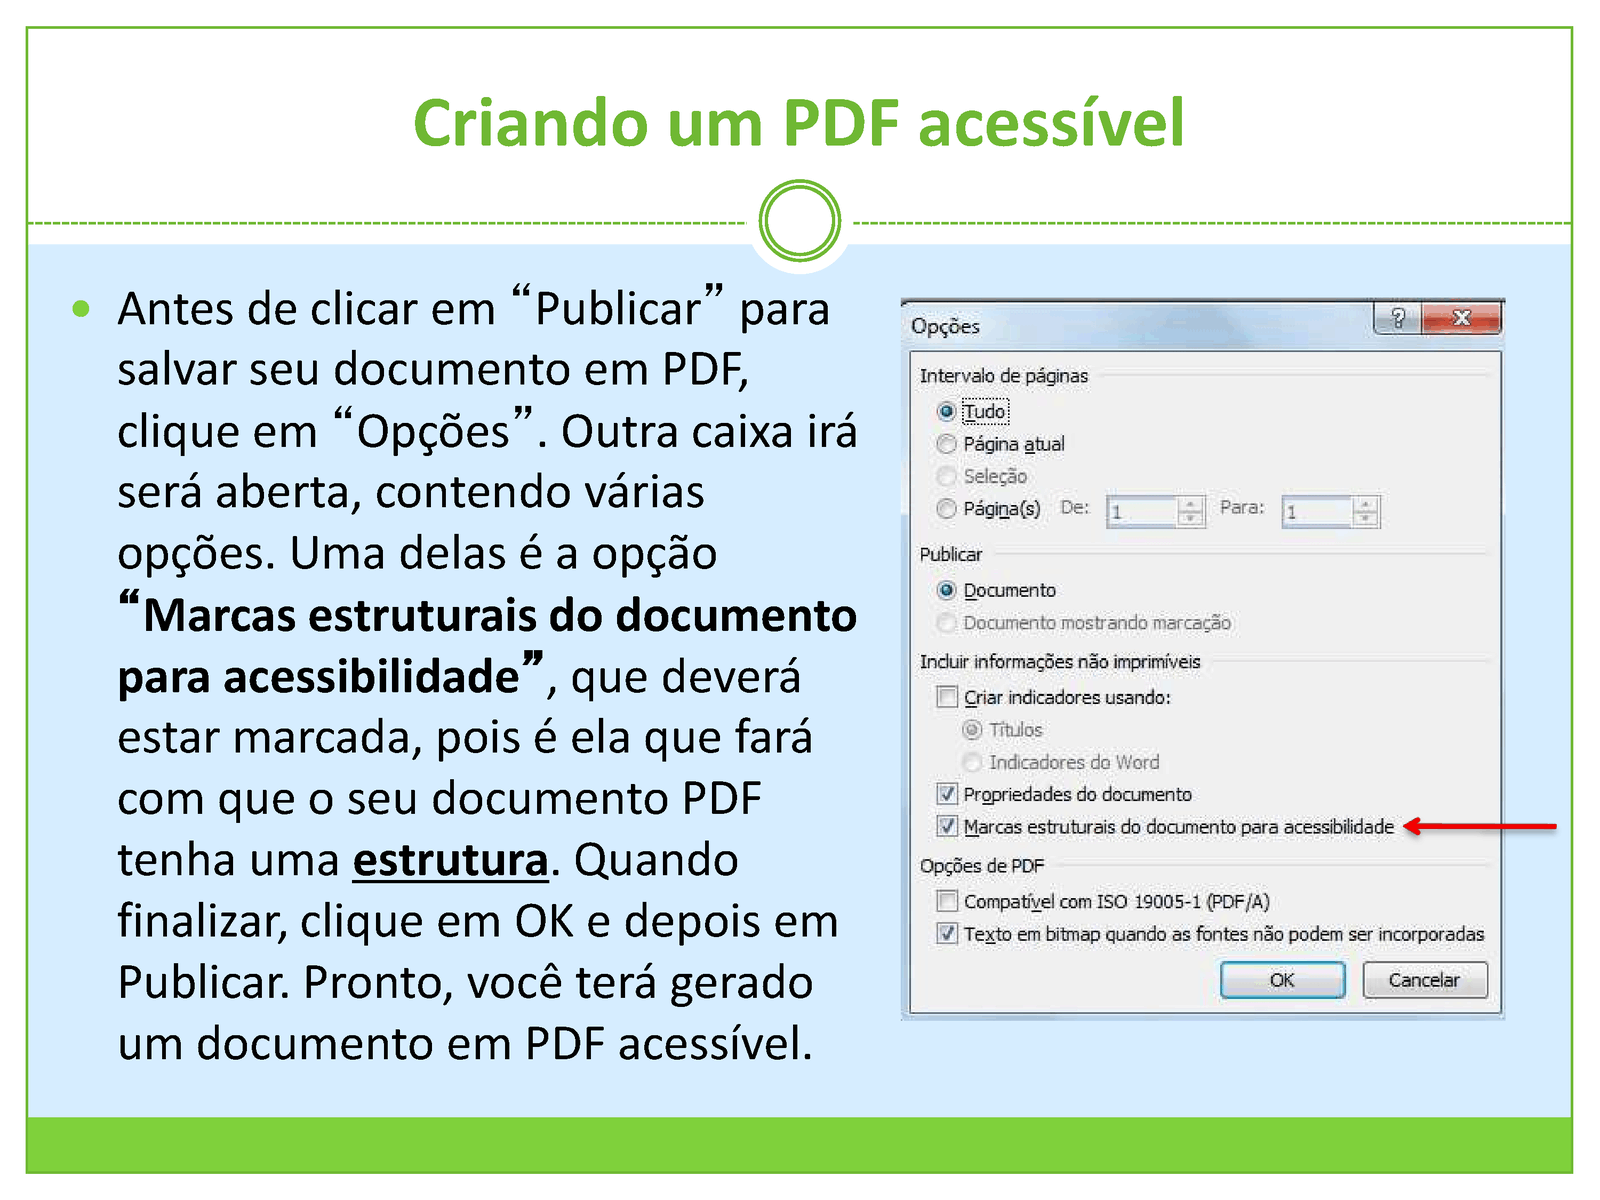 Criando um PDF acessível
• Antes de clicar em “Publicar” para
salvar seu documento em PDF,
clique em “Opções”. Outra caixa irá
será aberta, contendo várias
opções. Uma delas é a opção
“Marcas estruturais do documento
para acessibilidade”, que deverá
estar marcada, pois é ela que fará
com que o seu documento PDF
tenha uma estrutura. Quando
finalizar, clique em OK e depois em
Publicar. Pronto, você terá gerado
um documento em PDF acessível.
Opções
Intervalo de páginas
Tudo
Página atual
Seleção
Página(s) De: 1 Para: 1
Publicar
Documento
Documento mostrando marcação
Incluir informações não imprimíveis
Criar indicadores usando:
Títulos
Indicadores do Word
Propriedades do documento
Marcas estruturais do documento para acessibilidade
Opções de PDF
Compatível com ISO 19005-1 (PDF/A)
Texto em bitmap quando as fontes não podem ser incorporadas
OK Cancelar